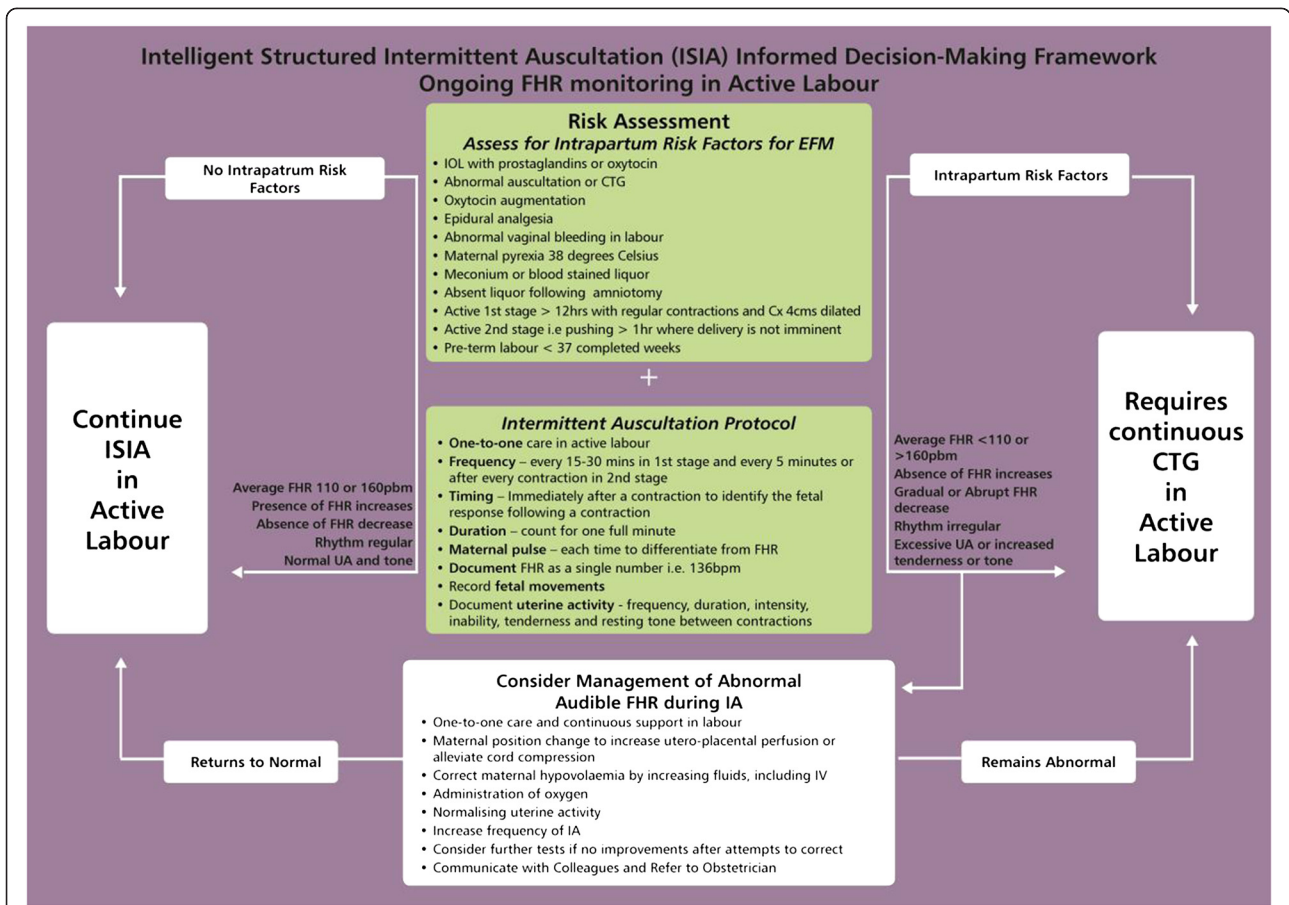 Intelligent Structured Intermittent Auscultation (ISIA) Informed Decision-Making Framework
Ongoing FHR monitoring in Active Labour
Risk Assessment
Assess for Intrapartum Risk Factors for EFM
• IOL with prostaglandins or oxytocin
• Abnormal auscultation or CTG
• Oxytocin augmentation
• Epidural analgesia
• Abnormal vaginal bleeding in labour
• Maternal pyrexia 38 degrees Celsius
• Meconium or blood stained liquor
• Absent liquor following amniotomy
• Active 1st stage > 12hrs with regular contractions and Cx 4cms dilated
• Active 2nd stage i.e pushing > 1hr where delivery is not imminent
• Pre-term labour < 37 completed weeks
No Intrapatrum Risk
Factors
Intrapartum Risk Factors
+
Continue
ISIA
in
Active
Labour
Average FHR 110 or 160pbm
Presence of FHR increases
Absence of FHR decrease
Rhythm regular
Normal UA and tone
Intermittent Auscultation Protocol
• One-to-one care in active labour
• Frequency – every 15-30 mins in 1st stage and every 5 minutes or
after every contraction in 2nd stage
• Timing – Immediately after a contraction to identify the fetal
response following a contraction
• Duration – count for one full minute
• Maternal pulse – each time to differentiate from FHR
• Document FHR as a single number i.e. 136bpm
• Record fetal movements
• Document uterine activity - frequency, duration, intensity,
inability, tenderness and resting tone between contractions
Average FHR <110 or
>160pbm
Absence of FHR increases
Gradual or Abrupt FHR
decrease
Rhythm irregular
Excessive UA or increased
tenderness or tone
Requires
continuous
CTG
in
Active
Labour
Consider Management of Abnormal
Audible FHR during IA
• One-to-one care and continuous support in labour
• Maternal position change to increase utero-placental perfusion or
alleviate cord compression
• Correct maternal hypovolaemia by increasing fluids, including IV
• Administration of oxygen
• Normalising uterine activity
• Increase frequency of IA
• Consider further tests if no improvements after attempts to correct
• Communicate with Colleagues and Refer to Obstetrician
Returns to Normal
Remains Abnormal